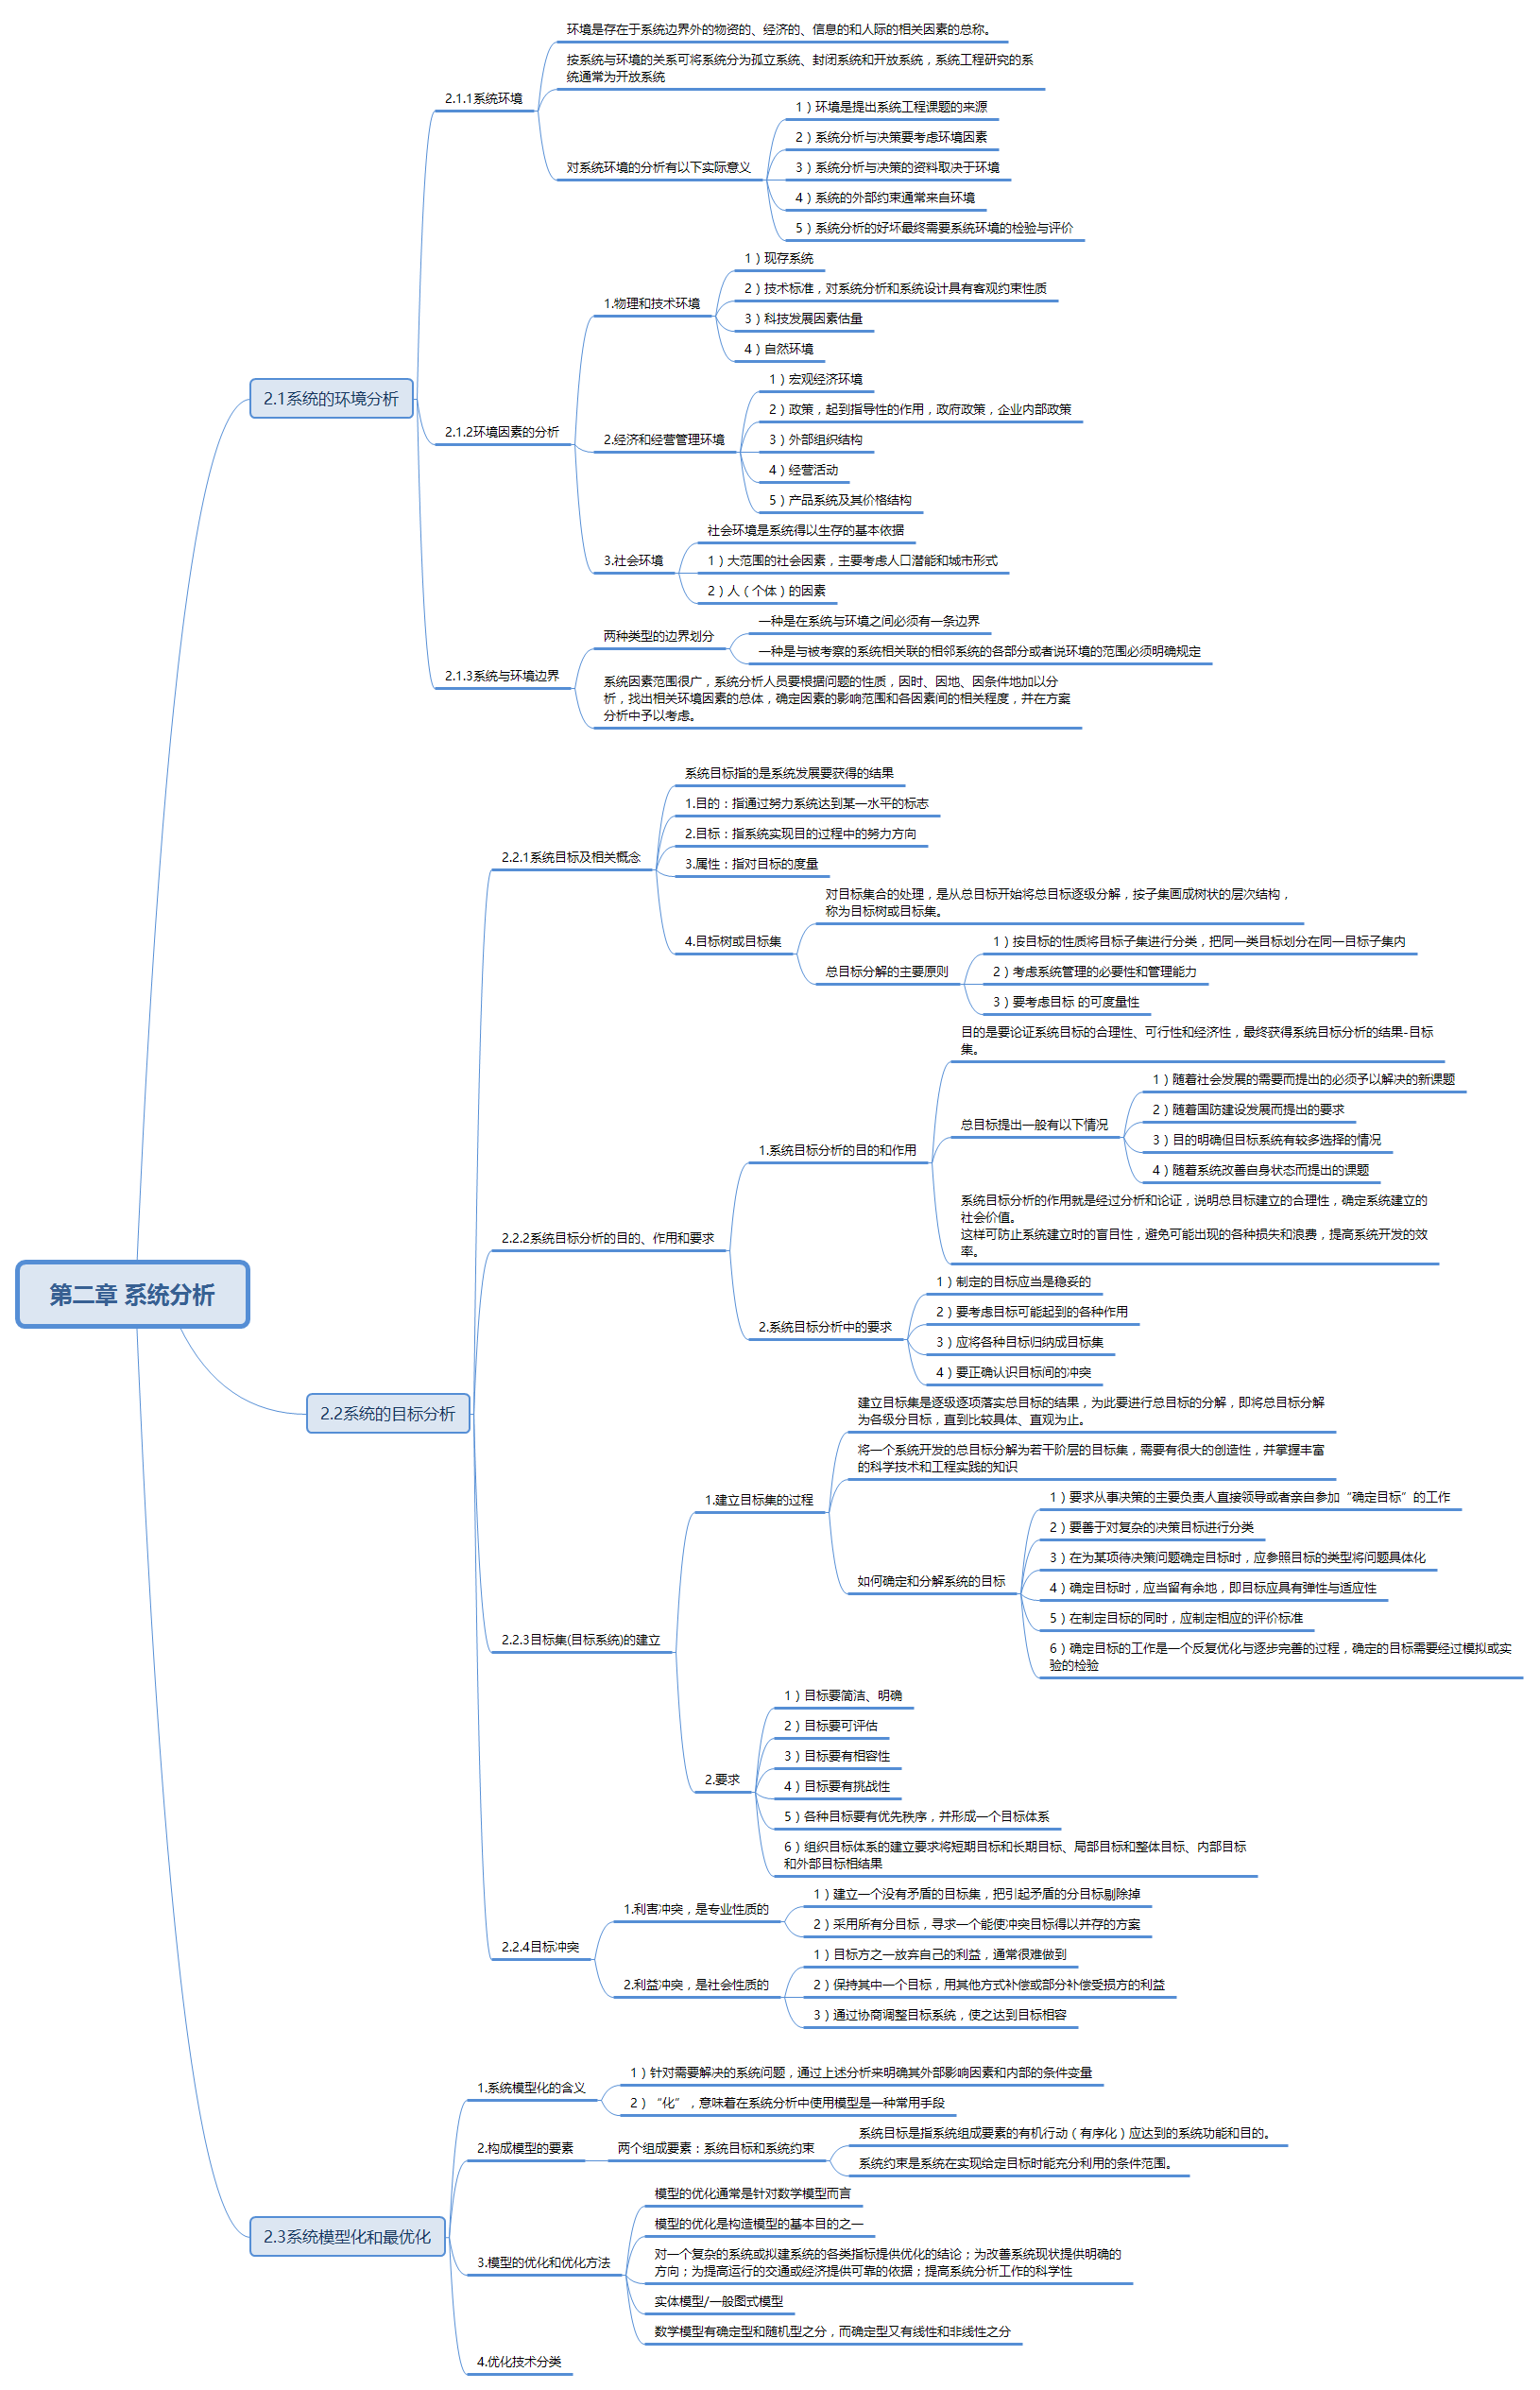 第二章 系统分析
2.1系统的环境分析
2.1.1系统环境
环境是存在于系统边界外的物资的、经济的、信息的和人际的相关因素的总称。
按系统与环境的关系可将系统分为孤立系统、封闭系统和开放系统，系统工程研究的系
统通常为开放系统
对系统环境的分析有以下实际意义
1）环境是提出系统工程课题的来源
2）系统分析与决策要考虑环境因素
3）系统分析与决策的资料取决于环境
4）系统的外部约束通常来自环境
5）系统分析的好坏最终需要系统环境的检验与评价
2.1.2环境因素的分析
1.物理和技术环境
1）现存系统
2）技术标准，对系统分析和系统设计具有客观约束性质
3）科技发展因素估量
4）自然环境
2.经济和经营管理环境
1）宏观经济环境
2）政策，起到指导性的作用，政府政策，企业内部政策
3）外部组织结构
4）经营活动
5）产品系统及其价格结构
3.社会环境
社会环境是系统得以生存的基本依据
1）大范围的社会因素，主要考虑人口潜能和城市形式
2）人（个体）的因素
2.1.3系统与环境边界
两种类型的边界划分
一种是在系统与环境之间必须有一条边界
一种是与被考察的系统相关联的相邻系统的各部分或者说环境的范围必须明确规定
系统因素范围很广，系统分析人员要根据问题的性质，因时、因地、因条件地加以分
析，找出相关环境因素的总体，确定因素的影响范围和各因素间的相关程度，并在方案
分析中予以考虑。
2.2系统的目标分析
2.2.1系统目标及相关概念
系统目标指的是系统发展要获得的结果
1.目的：指通过努力系统达到某一水平的标志
2.目标：指系统实现目的过程中的努力方向
3.属性：指对目标的度量
4.目标树或目标集
对目标集合的处理，是从总目标开始将总目标逐级分解，按子集画成树状的层次结构，
称为目标树或目标集。
总目标分解的主要原则
1）按目标的性质将目标子集进行分类，把同一类目标划分在同一目标子集内
2）考虑系统管理的必要性和管理能力
3）要考虑目标 的可度量性
2.2.2系统目标分析的目的、作用和要求
1.系统目标分析的目的和作用
目的是要论证系统目标的合理性、可行性和经济性，最终获得系统目标分析的结果-目标
集。
总目标提出一般有以下情况
1）随着社会发展的需要而提出的必须予以解决的新课题
2）随着国防建设发展而提出的要求
3）目的明确但目标系统有较多选择的情况
4）随着系统改善自身状态而提出的课题
系统目标分析的作用就是经过分析和论证，说明总目标建立的合理性，确定系统建立的
社会价值。
这样可防止系统建立时的盲目性，避免可能出现的各种损失和浪费，提高系统开发的效
率。
2.系统目标分析中的要求
1）制定的目标应当是稳妥的
2）要考虑目标可能起到的各种作用
3）应将各种目标归纳成目标集
4）要正确认识目标间的冲突
2.2.3目标集(目标系统)的建立
1.建立目标集的过程
建立目标集是逐级逐项落实总目标的结果，为此要进行总目标的分解，即将总目标分解
为各级分目标，直到比较具体、直观为止。
将一个系统开发的总目标分解为若干阶层的目标集，需要有很大的创造性，并掌握丰富
的科学技术和工程实践的知识
如何确定和分解系统的目标
1）要求从事决策的主要负责人直接领导或者亲自参加“确定目标”的工作
2）要善于对复杂的决策目标进行分类
3）在为某项待决策问题确定目标时，应参照目标的类型将问题具体化
4）确定目标时，应当留有余地，即目标应具有弹性与适应性
5）在制定目标的同时，应制定相应的评价标准
6）确定目标的工作是一个反复优化与逐步完善的过程，确定的目标需要经过模拟或实
验的检验
2.要求
1）目标要简洁、明确
2）目标要可评估
3）目标要有相容性
4）目标要有挑战性
5）各种目标要有优先秩序，并形成一个目标体系
6）组织目标体系的建立要求将短期目标和长期目标、局部目标和整体目标、内部目标
和外部目标相结果
2.2.4目标冲突
1.利害冲突，是专业性质的
1）建立一个没有矛盾的目标集，把引起矛盾的分目标剔除掉
2）采用所有分目标，寻求一个能使冲突目标得以并存的方案
2.利益冲突，是社会性质的
1）目标方之一放弃自己的利益，通常很难做到
2）保持其中一个目标，用其他方式补偿或部分补偿受损方的利益
3）通过协商调整目标系统，使之达到目标相容
2.3系统模型化和最优化
1.系统模型化的含义
1）针对需要解决的系统问题，通过上述分析来明确其外部影响因素和内部的条件变量
2）“化”，意味着在系统分析中使用模型是一种常用手段
2.构成模型的要素
两个组成要素：系统目标和系统约束
系统目标是指系统组成要素的有机行动（有序化）应达到的系统功能和目的。
系统约束是系统在实现给定目标时能充分利用的条件范围。
3.模型的优化和优化方法
模型的优化通常是针对数学模型而言
模型的优化是构造模型的基本目的之一
对一个复杂的系统或拟建系统的各类指标提供优化的结论；为改善系统现状提供明确的
方向；为提高运行的交通或经济提供可靠的依据；提高系统分析工作的科学性
实体模型/一般图式模型
数学模型有确定型和随机型之分，而确定型又有线性和非线性之分
4.优化技术分类